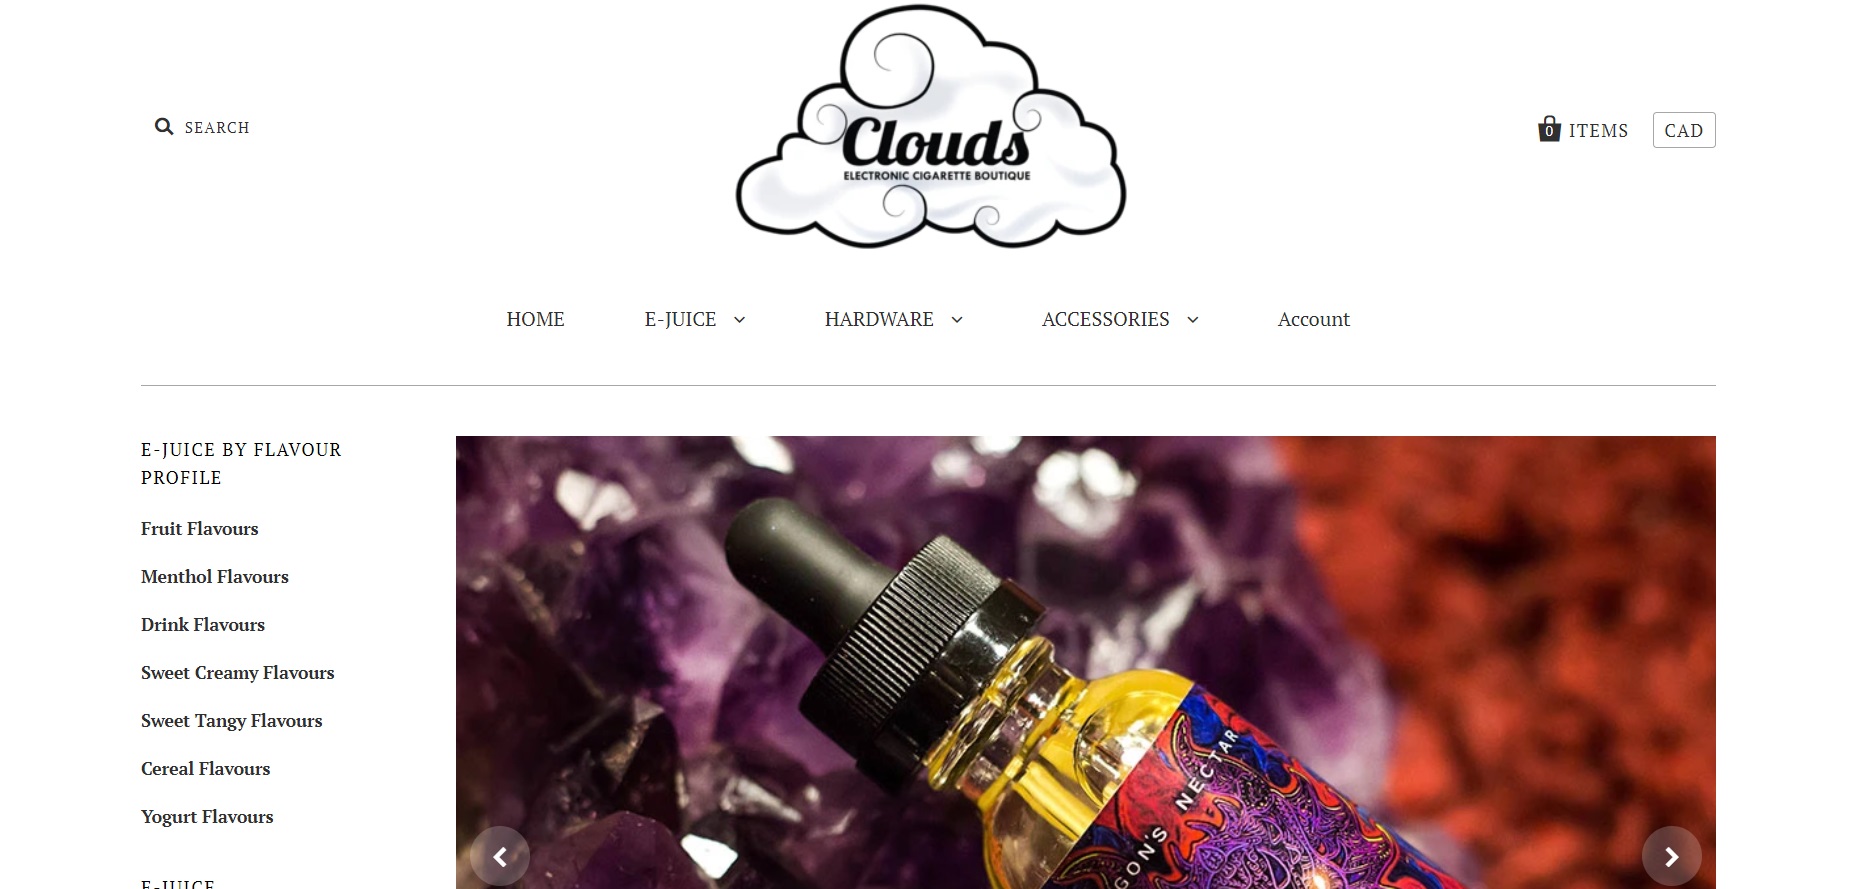 SEARCH
Clouds
ELECTRONIC CIGARETTE BOUTIQUE
0 ITEMS
CAD
HOME
E-JUICE
HARDWARE
ACCESSORIES
Account
E-JUICE BY FLAVOUR
PROFILE
Fruit Flavours
Menthol Flavours
Drink Flavours
Sweet Creamy Flavours
Sweet Tangy Flavours
Cereal Flavours
Yogurt Flavours
E-JUICE
GON'S NECTAR